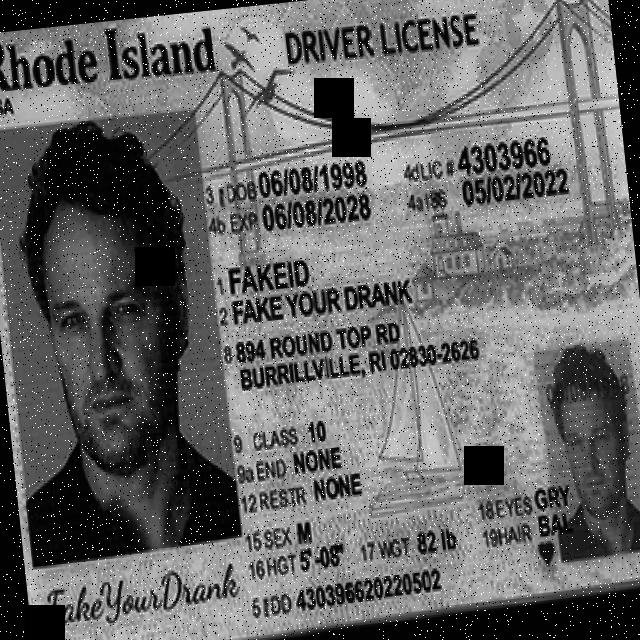 Rhode Island DRIVER LICENSE
3 DOB 06/08/1998
4d LIC # 4303966
4b EXP 06/08/2028
4a ISS 05/02/2022
1 FAKEID
2 FAKE YOUR DRANK
8 894 ROUND TOP RD
BURRILLVILLE, RI 02830-2626
9 CLASS 10
9a END NONE
12 RESTR NONE
15 SEX M
16 HGT 5'-08" 17 WGT 82 lb
18 EYES GRY
19 HAIR BAL
5 DD 430396620220502
FakeYourDrank